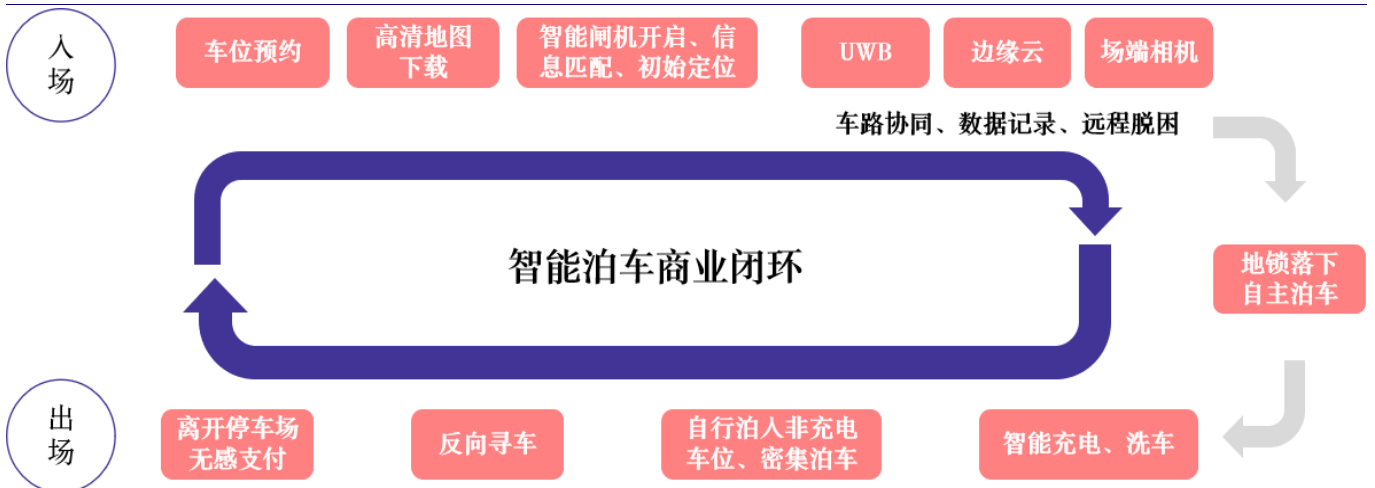 入
场
车位预约
高清地图
下载
智能闸机开启、信
息匹配、初始定位
UWB
边缘云
场端相机
车路协同、数据记录、远程脱困
智能泊车商业闭环
地锁落下
自主泊车
出
场
离开停车场
无感支付
反向寻车
自行泊入非充电
车位、密集泊车
智能充电、洗车